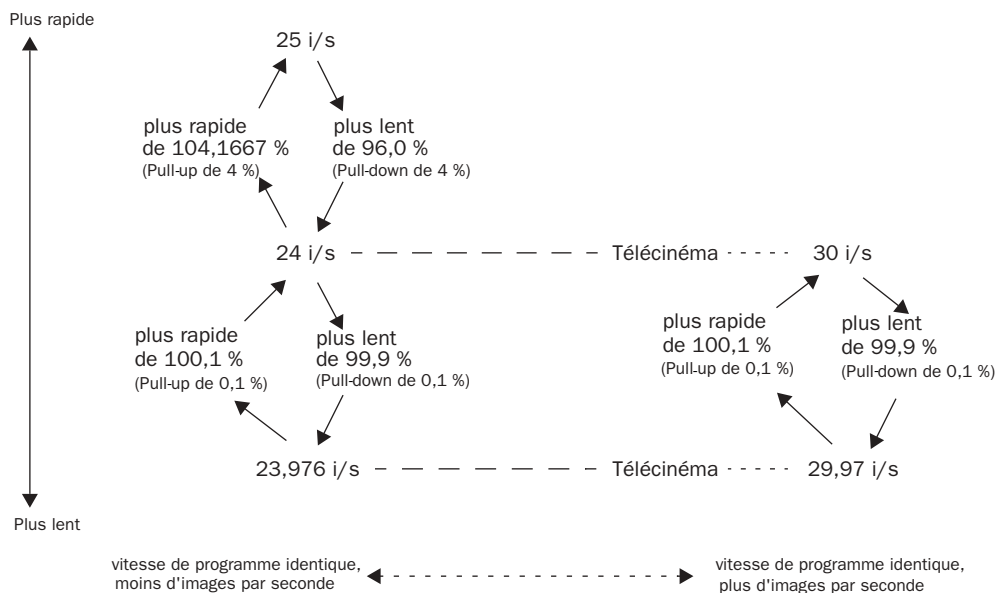 Plus rapide
25 i/s
plus rapide
de 104,1667 %
(Pull-up de 4 %)
plus lent
de 96,0 %
(Pull-down de 4 %)
24 i/s
Télécinéma
30 i/s
plus rapide
de 100,1 %
(Pull-up de 0,1 %)
plus lent
de 99,9 %
(Pull-down de 0,1 %)
plus rapide
de 100,1 %
(Pull-up de 0,1 %)
plus lent
de 99,9 %
(Pull-down de 0,1 %)
23,976 i/s
Télécinéma
29,97 i/s
Plus lent
vitesse de programme identique,
moins d'images par seconde
vitesse de programme identique,
plus d'images par seconde